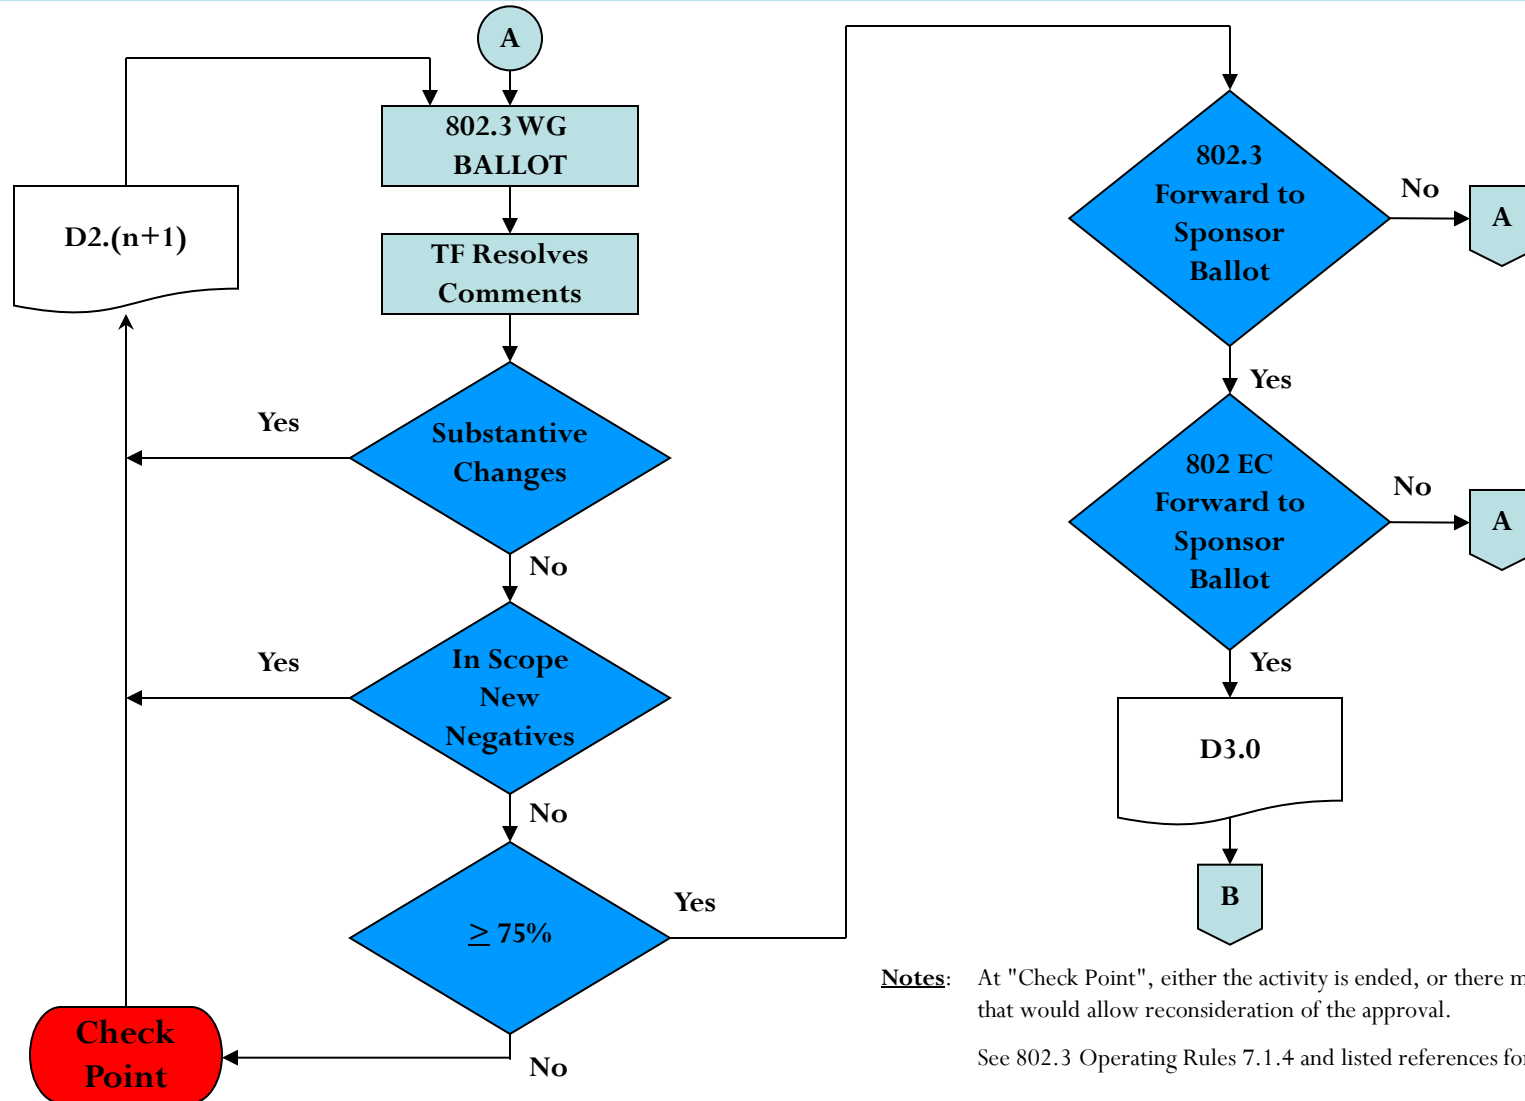 A
802.3 WG
BALLOT
D2.(n+1)
TF Resolves
Comments
Yes
Substantive
Changes
No
Yes
In Scope
New
Negatives
No
≥ 75%
Yes
Check
Point
No
802.3
Forward to
Sponsor
Ballot
No
A
Yes
802 EC
Forward to
Sponsor
Ballot
No
A
Yes
D3.0
B
Notes: At "Check Point", either the activity is ended, or there
that would allow reconsideration of the approval.
See 802.3 Operating Rules 7.1.4 and listed references for